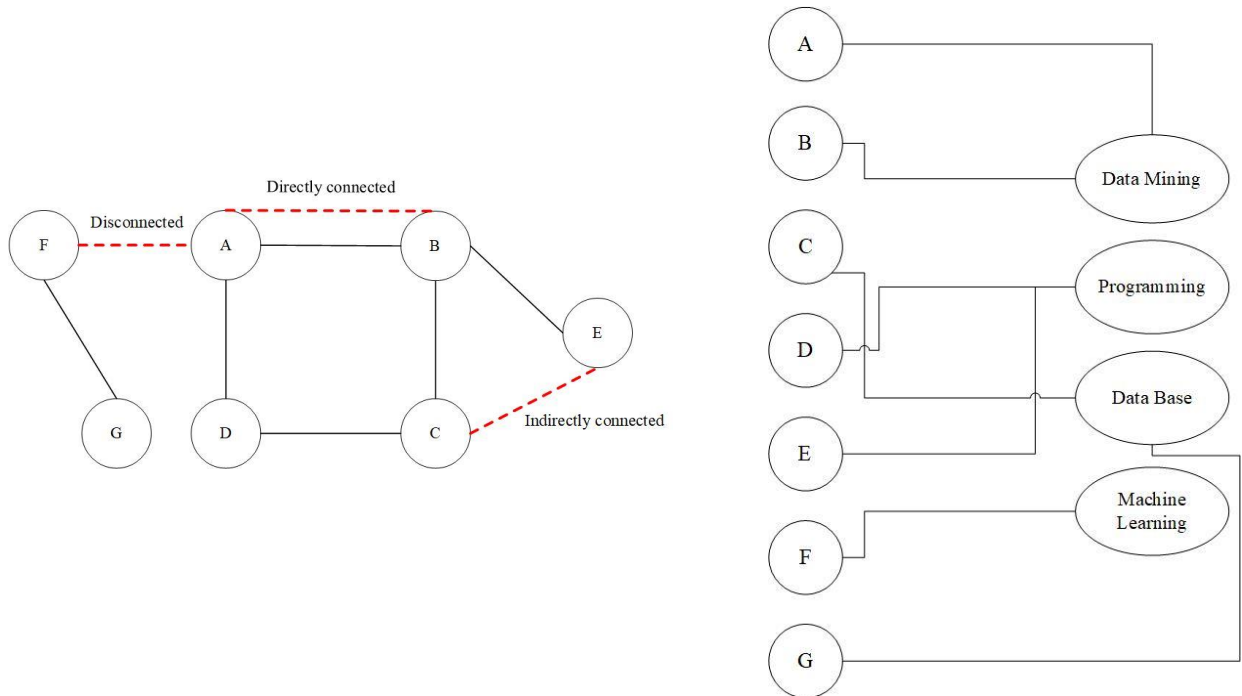 Directly connected
Disconnected
F
A
B
E
Indirectly connected
G
D
C
A
B
Data Mining
C
Programming
D
Data Base
E
Machine
Learning
F
G